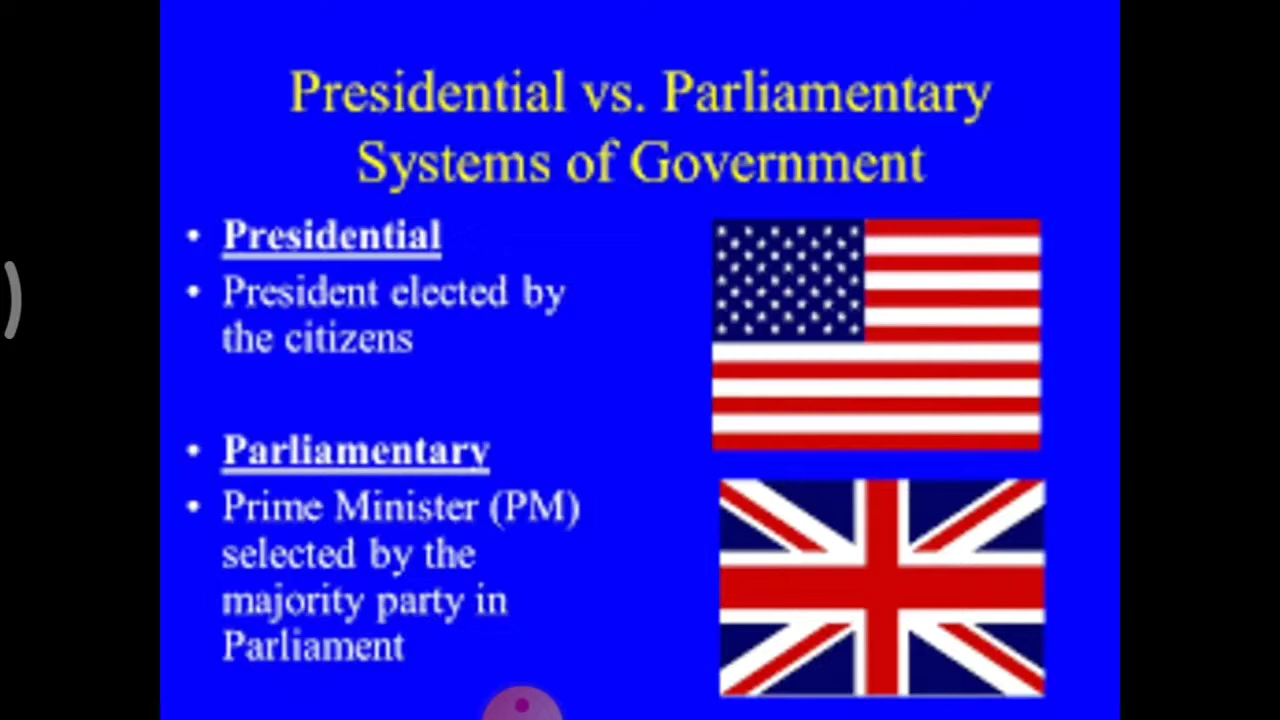 Presidential vs. Parliamentary
Systems of Government
• Presidential
• President elected by
the citizens
• Parliamentary
• Prime Minister (PM)
selected by the
majority party in
Parliament